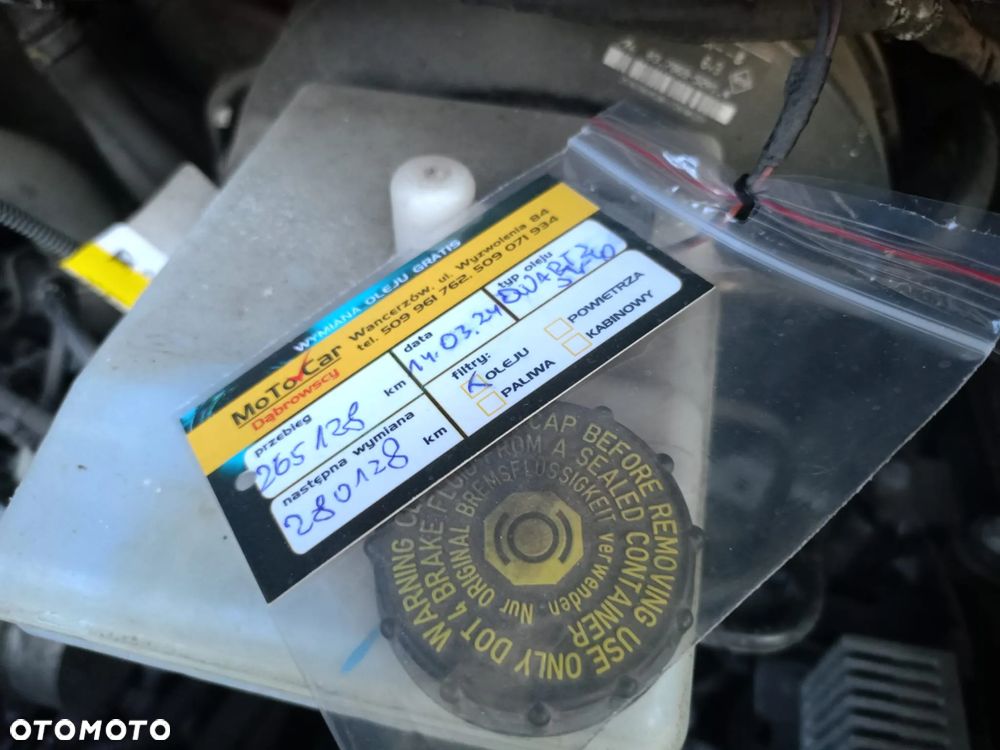 WYMIANA OLEJU GRATIS
MoToCar
Dąbrowscy
Wancerzów, ul. Wyzwolenia 84
tel. 509 961 762, 509 071 934
przebieg
265128 km
następna wymiana
280128 km
data
14.03.24
typ oleju
filtry:
OLEJU
PALIWA
POWIETRZA
KABINOWY
WARNING CAP BEFORE REMOVING USE ONLY DOT 4 BRAKE FLUID FROM A SEALED CONTAINER
Nur ORIGINAL BREMSFLÜSSIGKEIT verwenden.
OTOMOTO